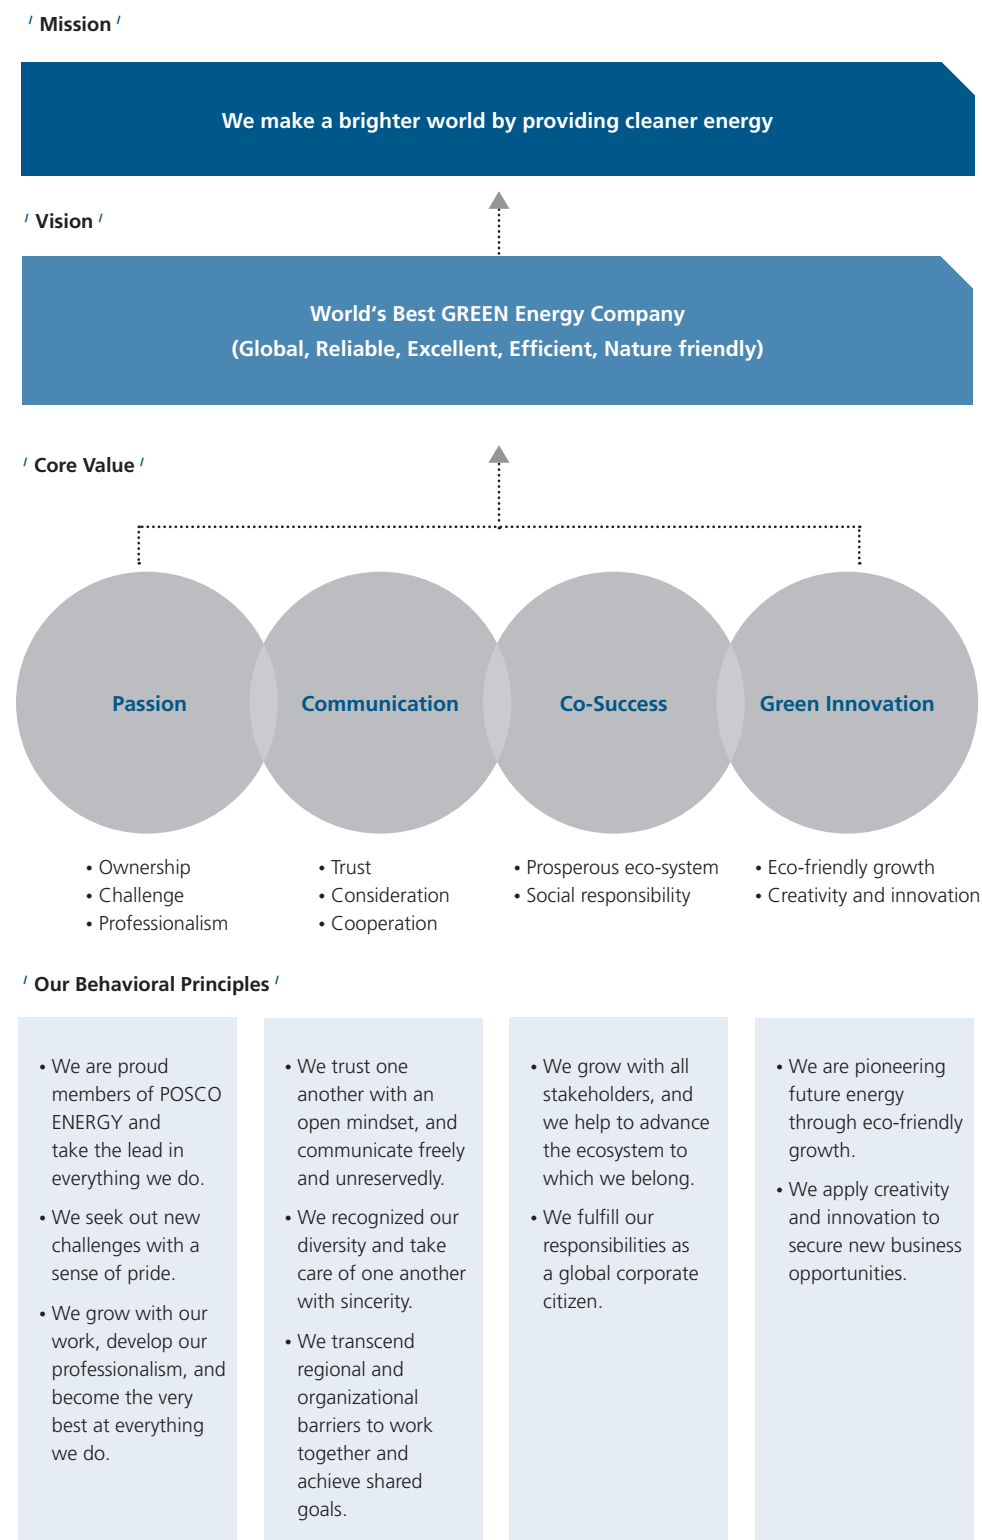 / Mission /
We make a brighter world by providing cleaner energy
/ Vision /
World's Best GREEN Energy Company
(Global, Reliable, Excellent, Efficient, Nature friendly)
/ Core Value /
Passion
Communication
Co-Success
Green Innovation
• Ownership
• Challenge
• Professionalism
• Trust
• Consideration
• Cooperation
• Prosperous eco-system
• Social responsibility
• Eco-friendly growth
• Creativity and innovation
/ Our Behavioral Principles /
• We are proud
members of POSCO
ENERGY and
take the lead in
everything we do.
• We seek out new
challenges with a
sense of pride.
• We grow with our
work, develop our
professionalism, and
become the very
best at everything
we do.
• We trust one
another with an
open mindset, and
communicate freely
and unreservedly.
• We recognized our
diversity and take
care of one another
with sincerity.
• We transcend
regional and
organizational
barriers to work
together and
achieve shared
goals.
• We grow with all
stakeholders, and
we help to advance
the ecosystem to
which we belong.
• We fulfill our
responsibilities as
a global corporate
citizen.
• We are pioneering
future energy
through eco-friendly
growth.
• We apply creativity
and innovation to
secure new business
opportunities.